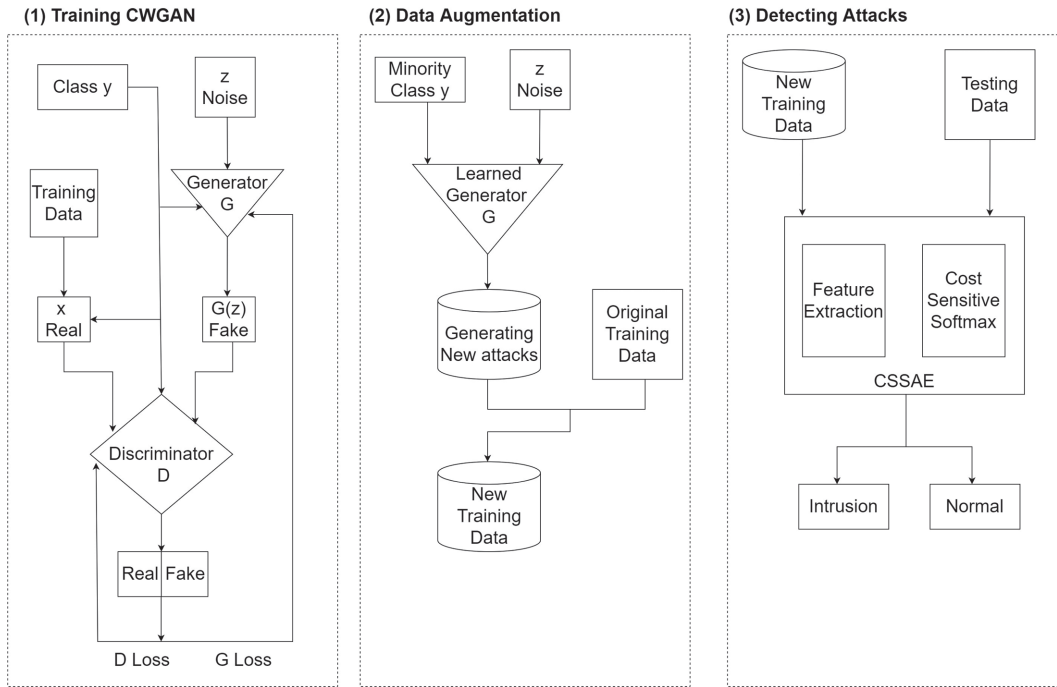 (1) Training CWGAN
Class y
z
Noise
Training
Data
Generator
G
x
Real
G(z)
Fake
Discriminator
D
Real Fake
D Loss
G Loss
(2) Data Augmentation
Minority
Class y
z
Noise
Learned
Generator
G
Generating
New attacks
Original
Training
Data
New
Training
Data
(3) Detecting Attacks
New
Training
Data
Testing
Data
Feature
Extraction
Cost
Sensitive
Softmax
CSSAE
Intrusion
Normal